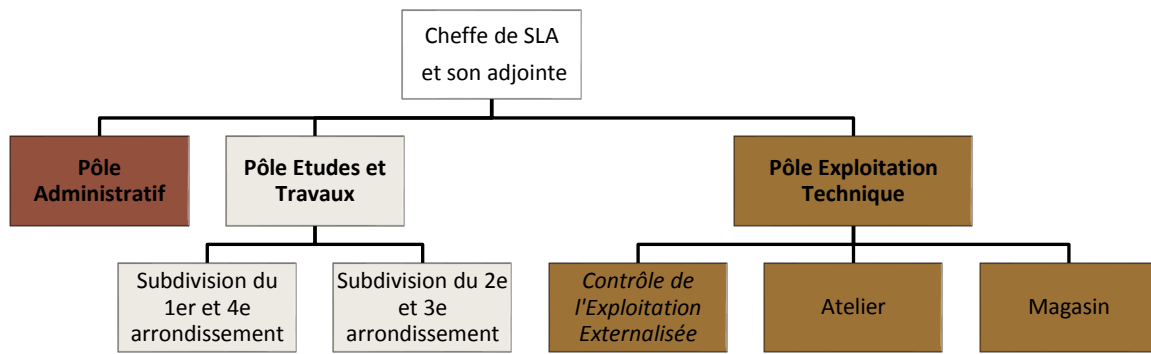 Cheffe de SLA
et son adjointe
Pôle
Administratif
Pôle Etudes et
Travaux
Pôle Exploitation
Technique
Subdivision du
1er et 4e
arrondissement
Subdivision du 2e
et 3e
arrondissement
Contrôle de
l'Exploitation
Externalisée
Atelier
Magasin